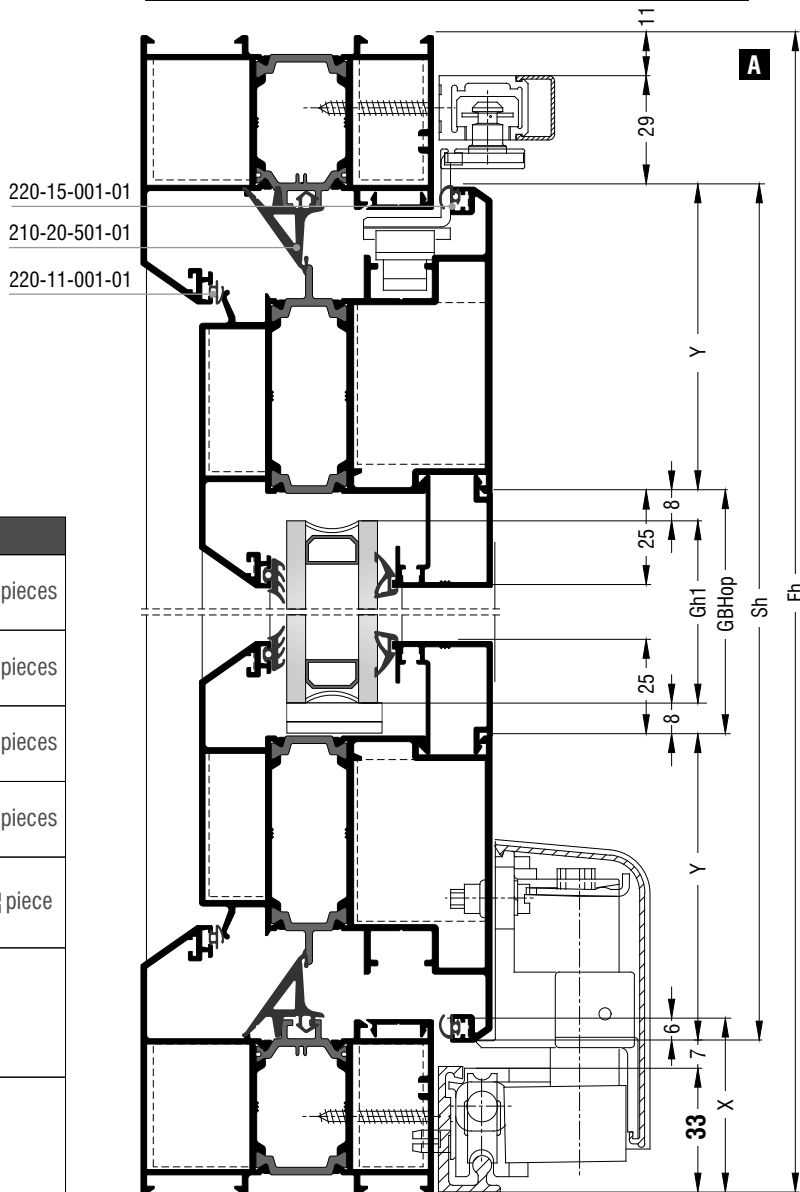 11
A
29
220-15-001-01
210-20-501-01
220-11-001-01
Y
8
25
Gh1
GBHop
Sh
Fh
pieces
pieces
25
8
pieces
pieces
Y
piece
6
7
X
33